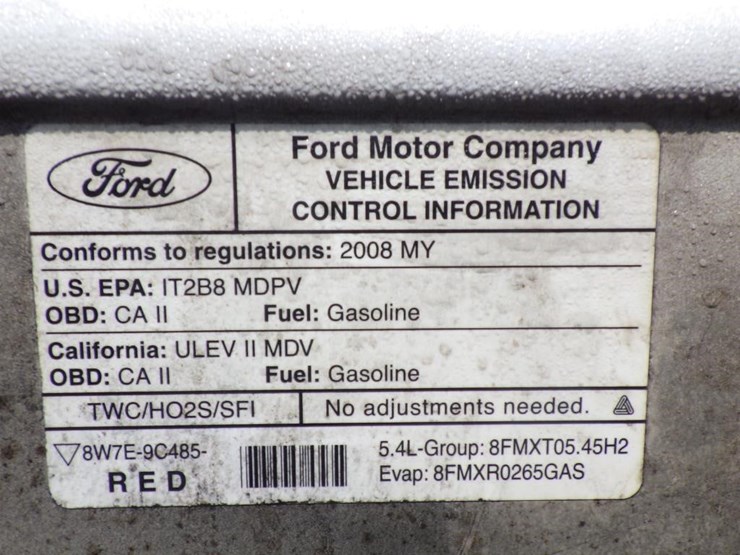 Ford
Ford Motor Company
VEHICLE EMISSION
CONTROL INFORMATION
Conforms to regulations: 2008 MY
U.S. EPA: IT2B8 MDPV
OBD: CA II Fuel: Gasoline
California: ULEV II MDV
OBD: CA II Fuel: Gasoline
TWC/HO2S/SFI No adjustments needed.
8W7E-9C485- 5.4L-Group: 8FMXT05.45H2
RED Evap: 8FMXR0265GAS